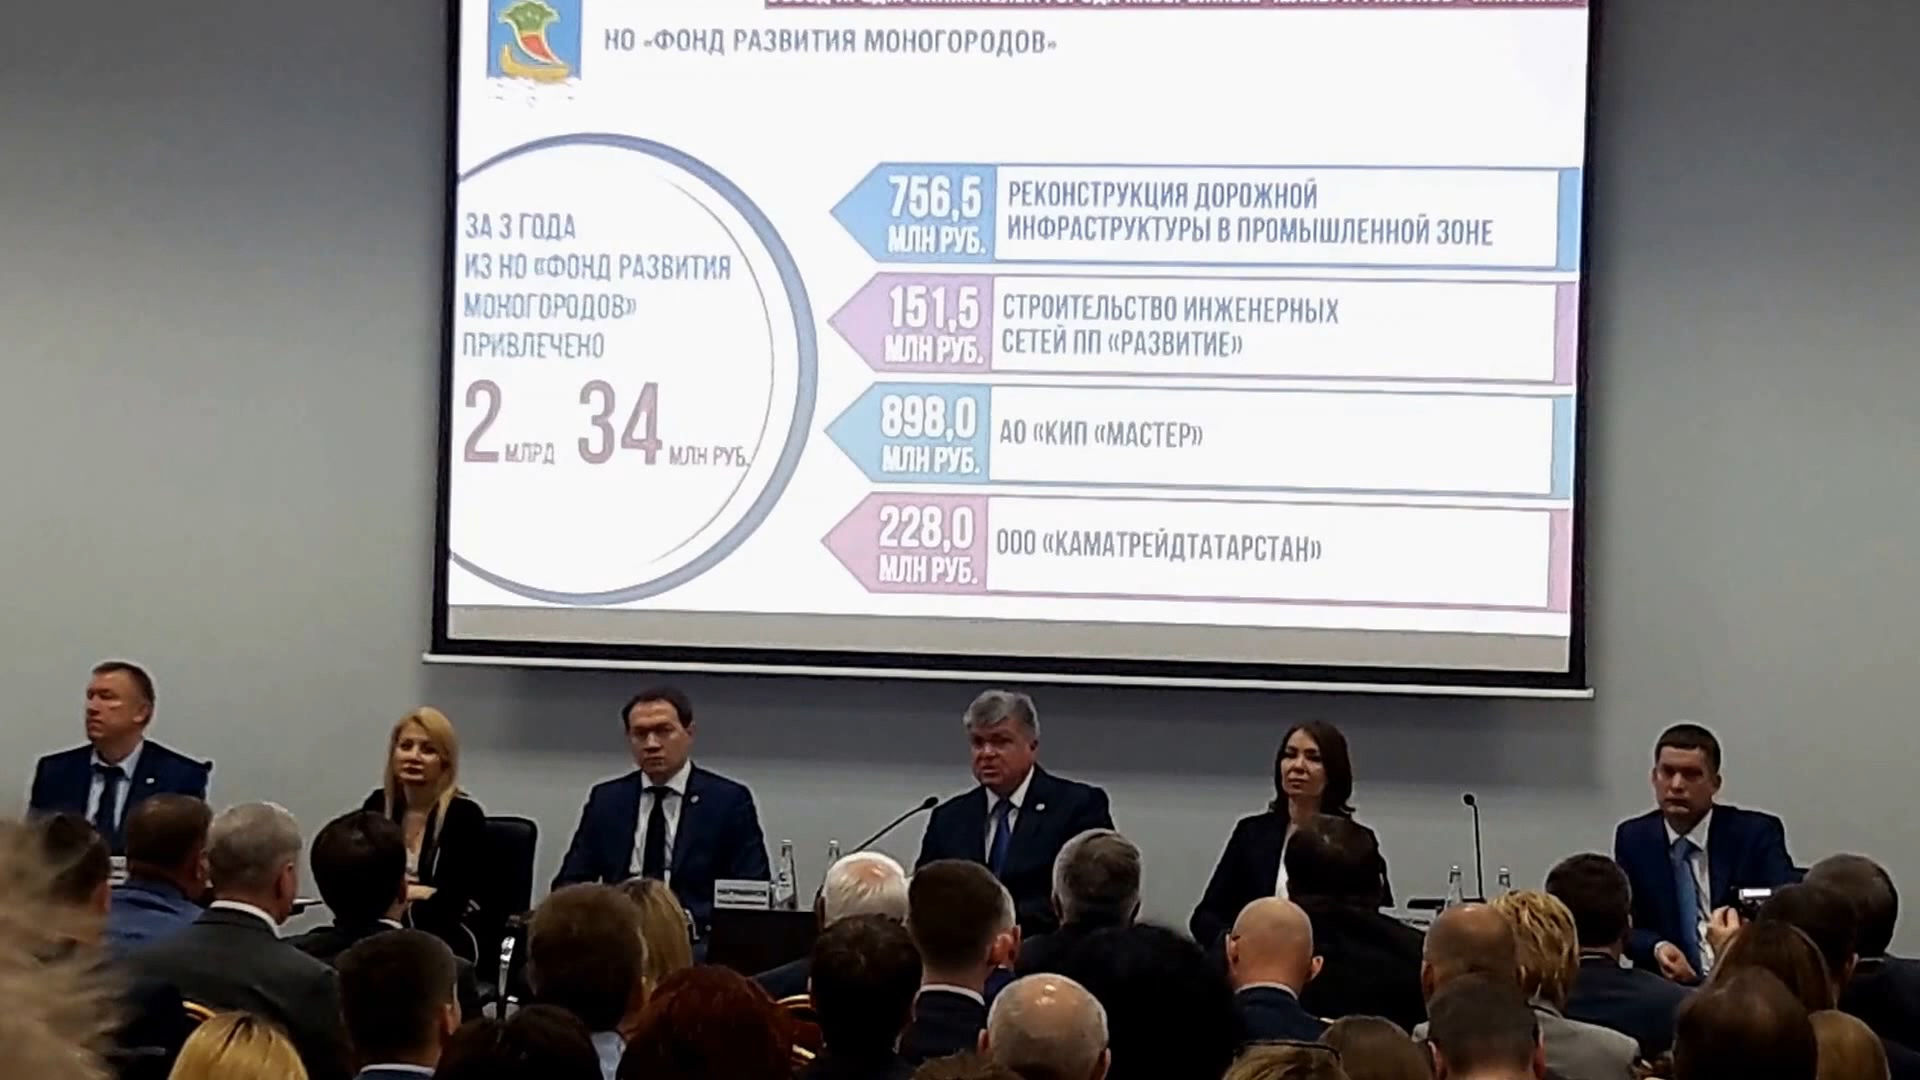 НО «ФОНД РАЗВИТИЯ МОНОГОРОДОВ»
ЗА 3 ГОДА
ИЗ НО «ФОНД РАЗВИТИЯ
МОНОГОРОДОВ»
ПРИВЛЕЧЕНО
2 МЛРД 34 МЛН РУБ.
756,5
МЛН РУБ.
РЕКОНСТРУКЦИЯ ДОРОЖНОЙ
ИНФРАСТРУКТУРЫ В ПРОМЫШЛЕННОЙ ЗОНЕ
151,5
МЛН РУБ.
СТРОИТЕЛЬСТВО ИНЖЕНЕРНЫХ
СЕТЕЙ ПП «РАЗВИТИЕ»
898,0
МЛН РУБ.
АО «КИП «МАСТЕР»
228,0
МЛН РУБ.
ООО «КАМАТРЕЙДТАТАРСТАН»